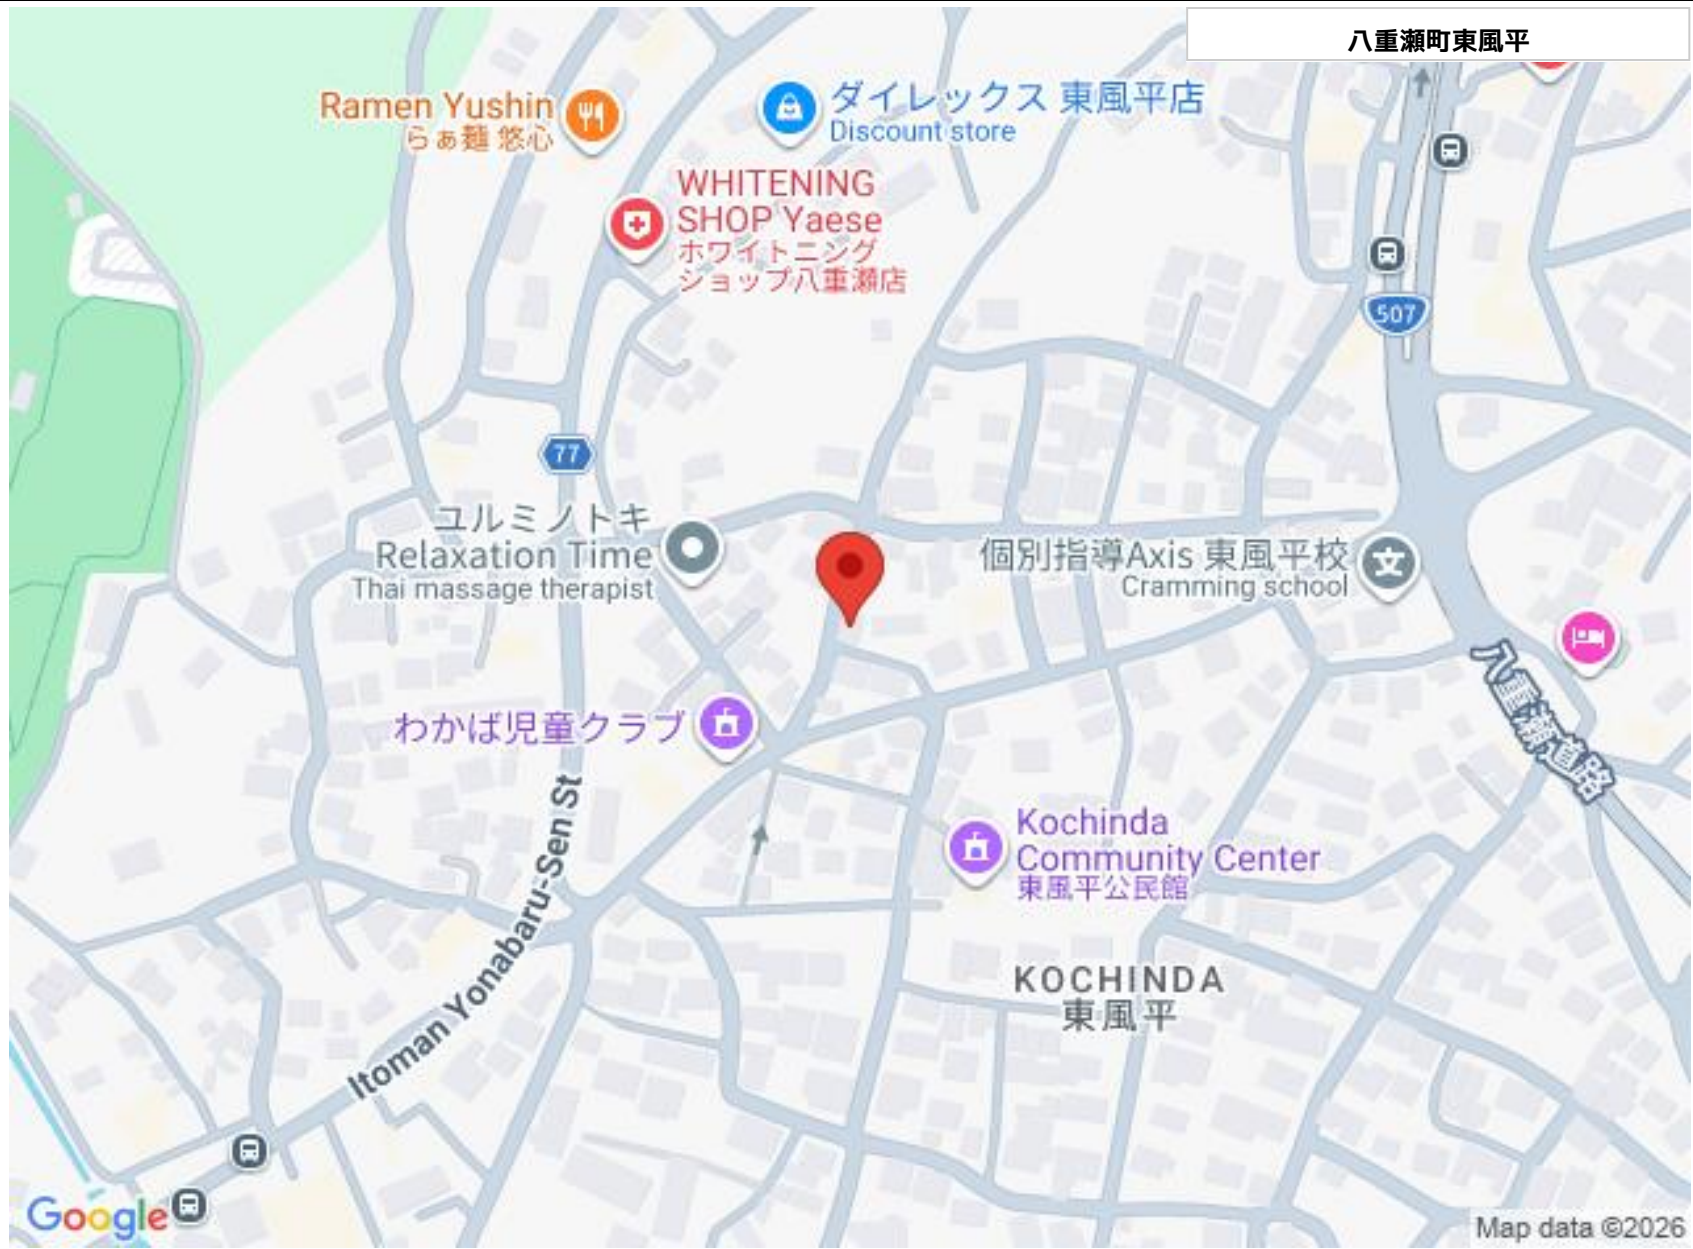 八重瀬町東風平
Ramen Yushin
らぁ麺 悠心
ダイレックス 東風平店
Discount store
WHITENING
SHOP Yaese
ホワイトニング
ショップ八重瀬店
507
77
ユルミノトキ
Relaxation Time
Thai massage therapist
個別指導Axis 東風平校
Cramming school
文
八重瀬道路
わかば児童クラブ
Itoman Yonabaru-Sen St
Kochinda
Community Center
東風平公民館
KOCHINDA
東風平
Google
Map data ©2026